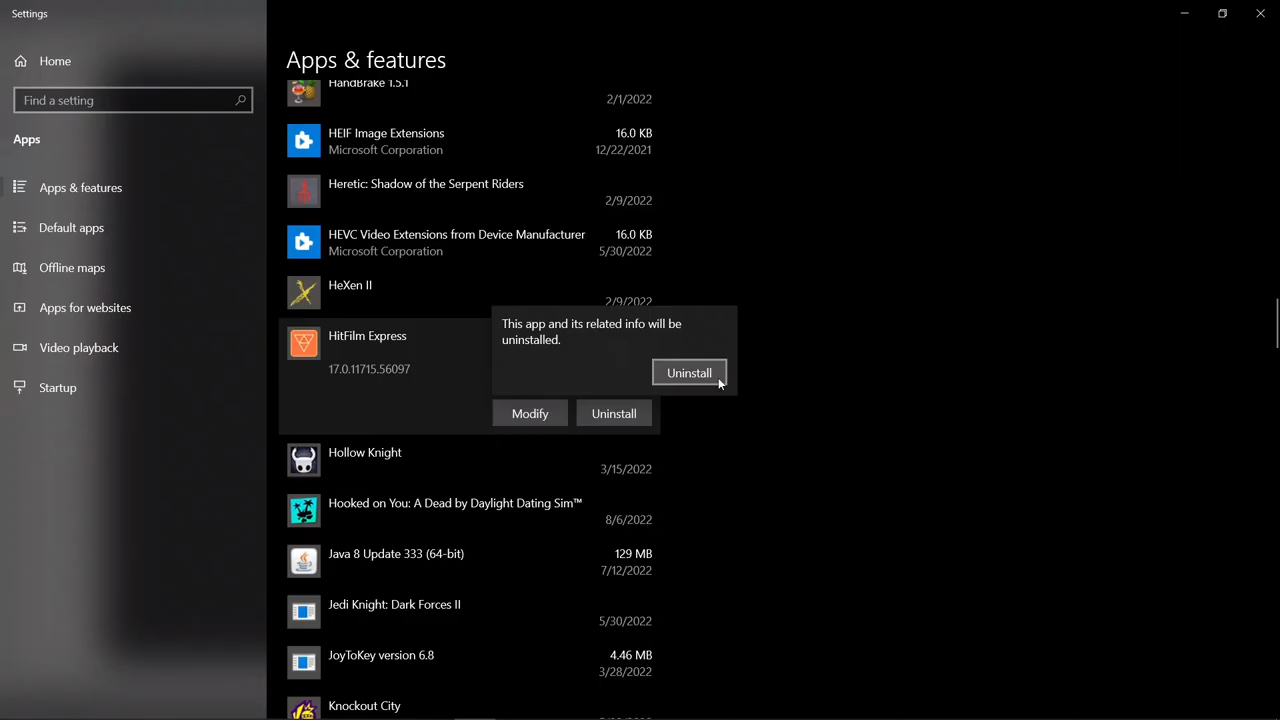 Settings
Home
Find a setting
Apps
Apps & features
Default apps
Offline maps
Apps for websites
Video playback
Startup
Apps & features
HandBrake 1.5.1
2/1/2022
HEIF Image Extensions 16.0 KB
Microsoft Corporation 12/22/2021
Heretic: Shadow of the Serpent Riders
2/9/2022
HEVC Video Extensions from Device Manufacturer 16.0 KB
Microsoft Corporation 5/30/2022
HeXen II
2/9/2022
This app and its related info will be
uninstalled.
Uninstall
HitFilm Express
17.0.11715.56097
Modify Uninstall
Hollow Knight
3/15/2022
Hooked on You: A Dead by Daylight Dating Sim™
8/6/2022
Java 8 Update 333 (64-bit) 129 MB
7/12/2022
Jedi Knight: Dark Forces II
5/30/2022
JoyToKey version 6.8 4.46 MB
3/28/2022
Knockout City